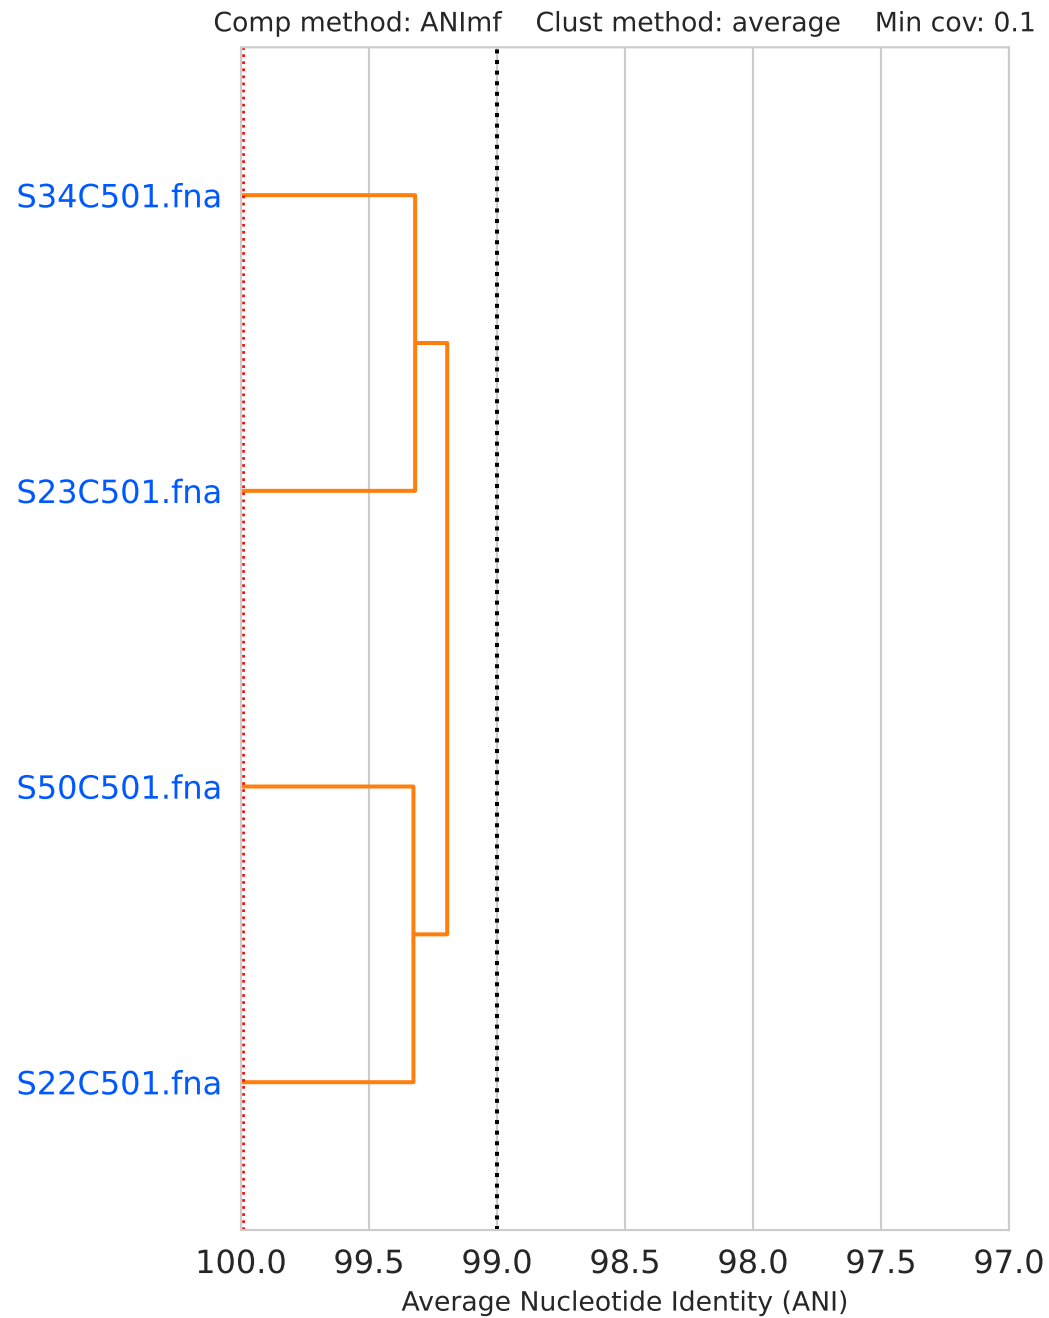 Comp method: ANImf    Clust method: average    Min cov: 0.1
S34C501.fna
S23C501.fna
S50C501.fna
S22C501.fna
100.0 99.5 99.0 98.5 98.0 97.5 97.0
Average Nucleotide Identity (ANI)